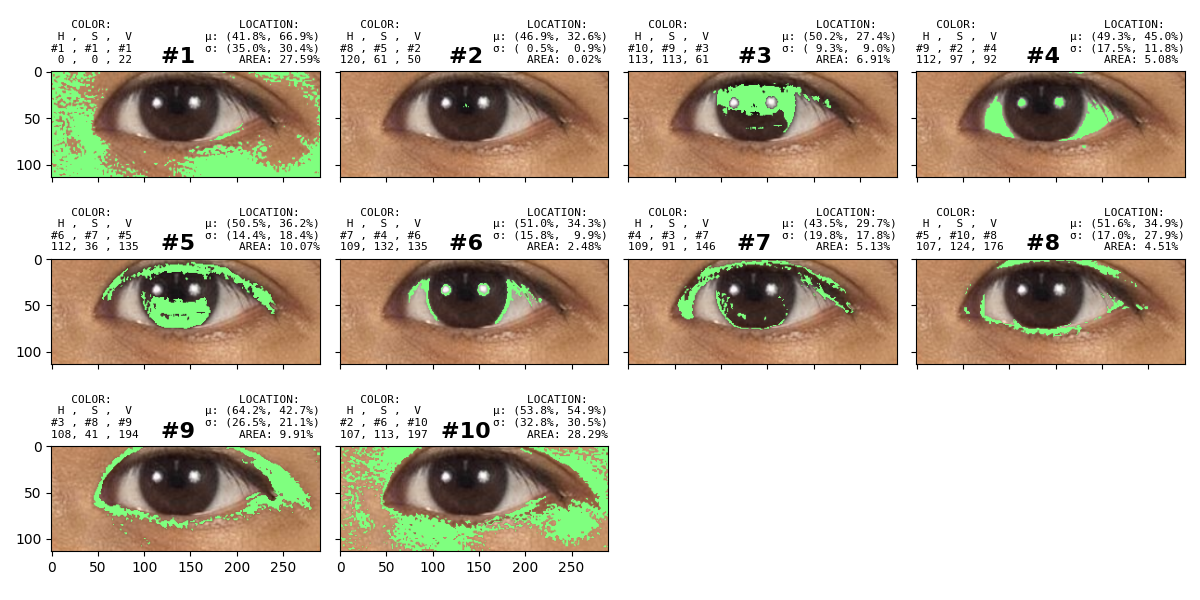 COLOR: LOCATION:
H , S , V μ: (41.8%, 66.9%)
#1 , #1 , #1 #1 σ: (35.0%, 30.4%)
0 , 0 , 22 AREA: 27.59%
COLOR: LOCATION:
H , S , V μ: (46.9%, 32.6%)
#8 , #5 , #2 #2 σ: ( 0.5%, 0.9%)
120, 61 , 50 AREA: 0.02%
COLOR: LOCATION:
H , S , V μ: (50.2%, 27.4%)
#10, #9 , #3 #3 σ: ( 9.3%, 9.0%)
113, 113, 61 AREA: 6.91%
COLOR: LOCATION:
H , S , V μ: (49.3%, 45.0%)
#9 , #2 , #4 #4 σ: (17.5%, 11.8%)
112, 97 , 92 AREA: 5.08%
0
50
100
COLOR: LOCATION:
H , S , V μ: (50.5%, 36.2%)
#6 , #7 , #5 #5 σ: (14.4%, 18.4%)
112, 36 , 135 AREA: 10.07%
COLOR: LOCATION:
H , S , V μ: (51.0%, 34.3%)
#7 , #4 , #6 #6 σ: (15.8%, 9.9%)
109, 132, 135 AREA: 2.48%
COLOR: LOCATION:
H , S , V μ: (43.5%, 29.7%)
#4 , #3 , #7 #7 σ: (19.8%, 17.8%)
109, 91 , 146 AREA: 5.13%
COLOR: LOCATION:
H , S , V μ: (51.6%, 34.9%)
#5 , #10, #8 #8 σ: (17.0%, 27.9%)
107, 124, 176 AREA: 4.51%
0
50
100
COLOR: LOCATION:
H , S , V μ: (64.2%, 42.7%)
#3 , #8 , #9 #9 σ: (26.5%, 21.1%)
108, 41 , 194 AREA: 9.91%
COLOR: LOCATION:
H , S , V μ: (53.8%, 54.9%)
#2 , #6 , #10 #10 σ: (32.8%, 30.5%)
107, 113, 197 AREA: 28.29%
0
50
100
0 50 100 150 200 250
0 50 100 150 200 250